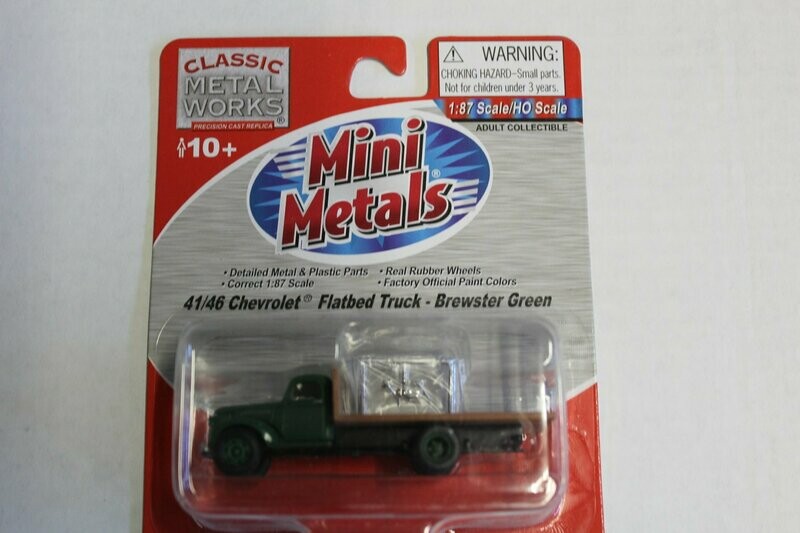 CLASSIC
METAL
WORKS®
PRECISION CAST REPLICA
10+
⚠ WARNING:
CHOKING HAZARD–Small parts.
Not for children under 3 years.
1:87 Scale/HO Scale
ADULT COLLECTIBLE
Mini
Metals®
• Detailed Metal & Plastic Parts • Real Rubber Wheels
• Correct 1:87 Scale • Factory Official Paint Colors
41/46 Chevrolet® Flatbed Truck - Brewster Green